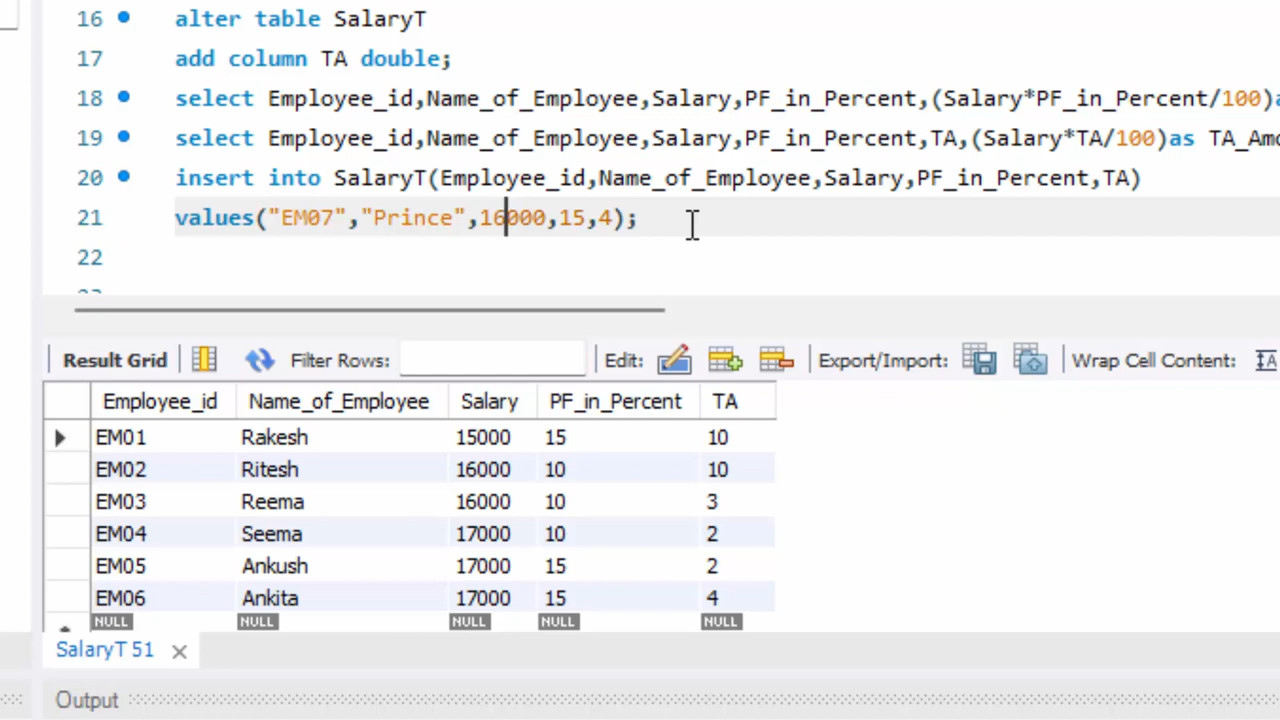 16 alter table SalaryT
17 add column TA double;
18 select Employee_id,Name_of_Employee,Salary,PF_in_Percent,(Salary*PF_in_Percent/100)a
19 select Employee_id,Name_of_Employee,Salary,PF_in_Percent,TA,(Salary*TA/100)as TA_Amo
20 insert into SalaryT(Employee_id,Name_of_Employee,Salary,PF_in_Percent,TA)
21 values("EM07","Prince",16000,15,4);
22
Result Grid Filter Rows: Edit: Export/Import: Wrap Cell Content:
Employee_id Name_of_Employee Salary PF_in_Percent TA
EM01 Rakesh 15000 15 10
EM02 Ritesh 16000 10 10
EM03 Reema 16000 10 3
EM04 Seema 17000 10 2
EM05 Ankush 17000 15 2
EM06 Ankita 17000 15 4
NULL NULL NULL NULL NULL
SalaryT 51
Output